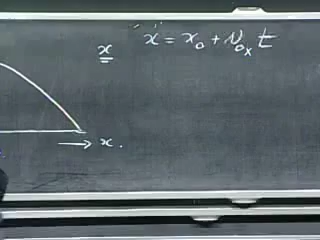 x x = x₀ + v₀ₓ t
→ x.